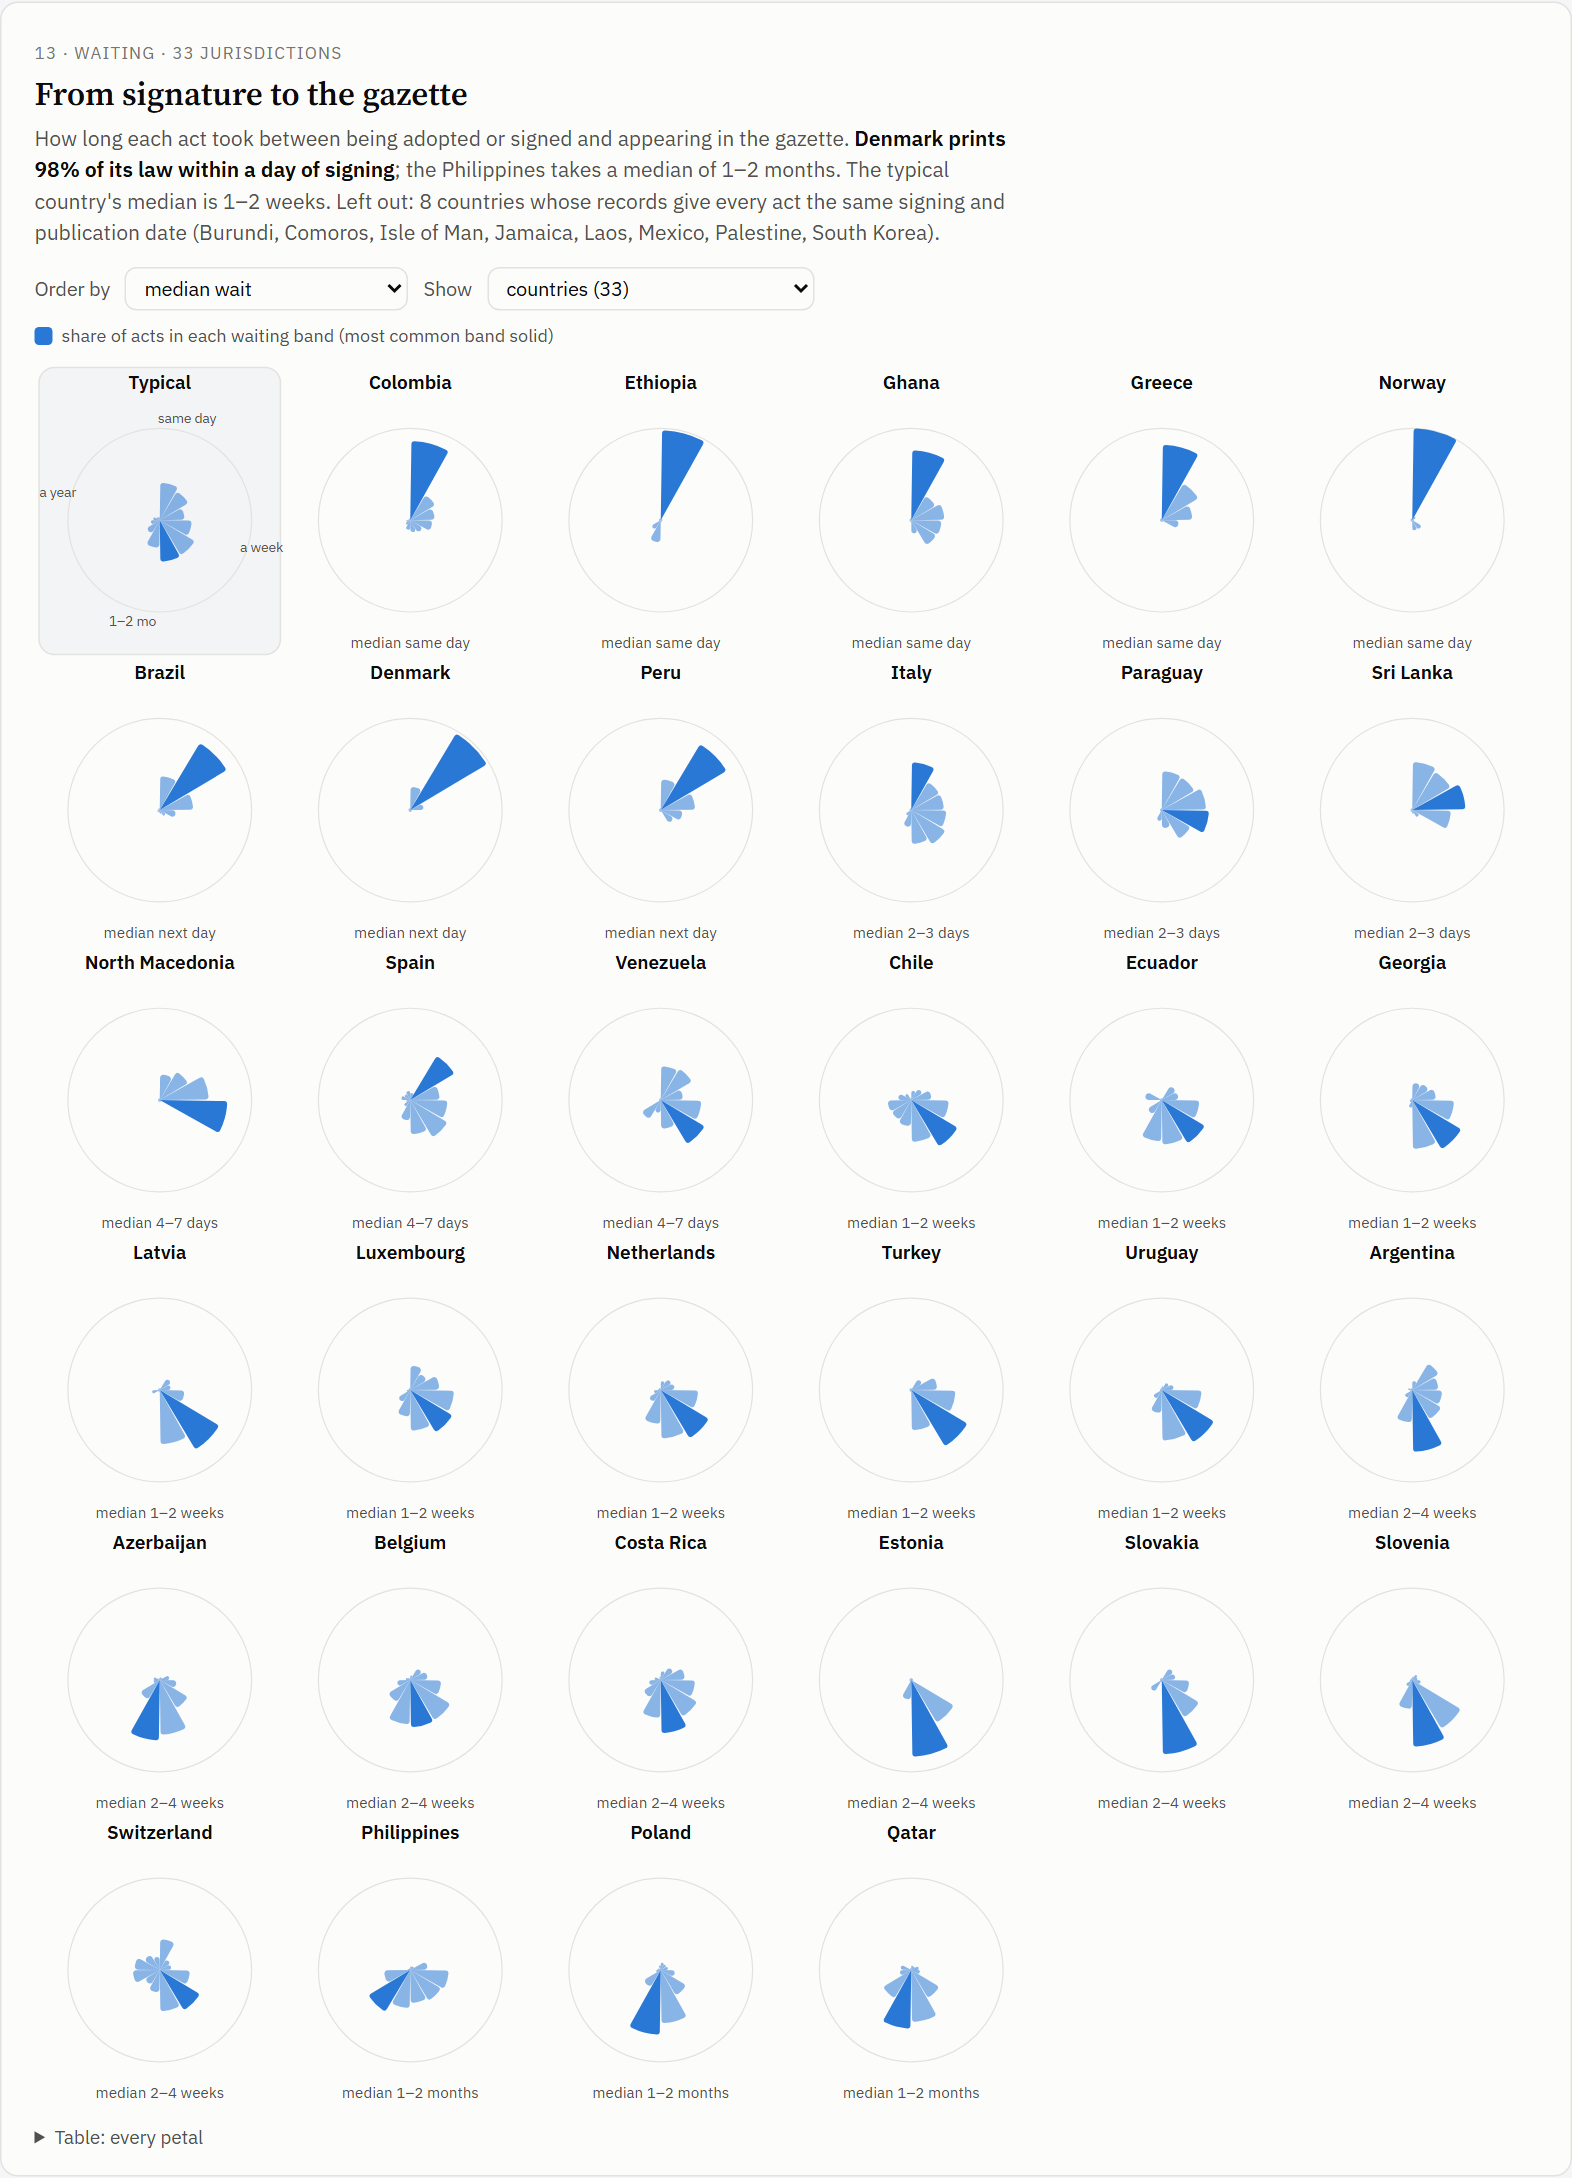 13 · WAITING · 33 JURISDICTIONS
From signature to the gazette
How long each act took between being adopted or signed and appearing in the gazette. Denmark prints
98% of its law within a day of signing; the Philippines takes a median of 1–2 months. The typical
country's median is 1–2 weeks. Left out: 8 countries whose records give every act the same signing and
publication date (Burundi, Comoros, Isle of Man, Jamaica, Laos, Mexico, Palestine, South Korea).
Order by median wait Show countries (33)
share of acts in each waiting band (most common band solid)
Typical Colombia Ethiopia Ghana Greece Norway
same day
a year
a week
1–2 mo
median same day median same day median same day median same day median same day
Brazil Denmark Peru Italy Paraguay Sri Lanka
median next day median next day median next day median 2–3 days median 2–3 days median 2–3 days
North Macedonia Spain Venezuela Chile Ecuador Georgia
median 4–7 days median 4–7 days median 4–7 days median 1–2 weeks median 1–2 weeks median 1–2 weeks
Latvia Luxembourg Netherlands Turkey Uruguay Argentina
median 1–2 weeks median 1–2 weeks median 1–2 weeks median 1–2 weeks median 1–2 weeks median 2–4 weeks
Azerbaijan Belgium Costa Rica Estonia Slovakia Slovenia
median 2–4 weeks median 2–4 weeks median 2–4 weeks median 2–4 weeks median 2–4 weeks median 2–4 weeks
Switzerland Philippines Poland Qatar
median 2–4 weeks median 1–2 months median 1–2 months median 1–2 months
Table: every petal